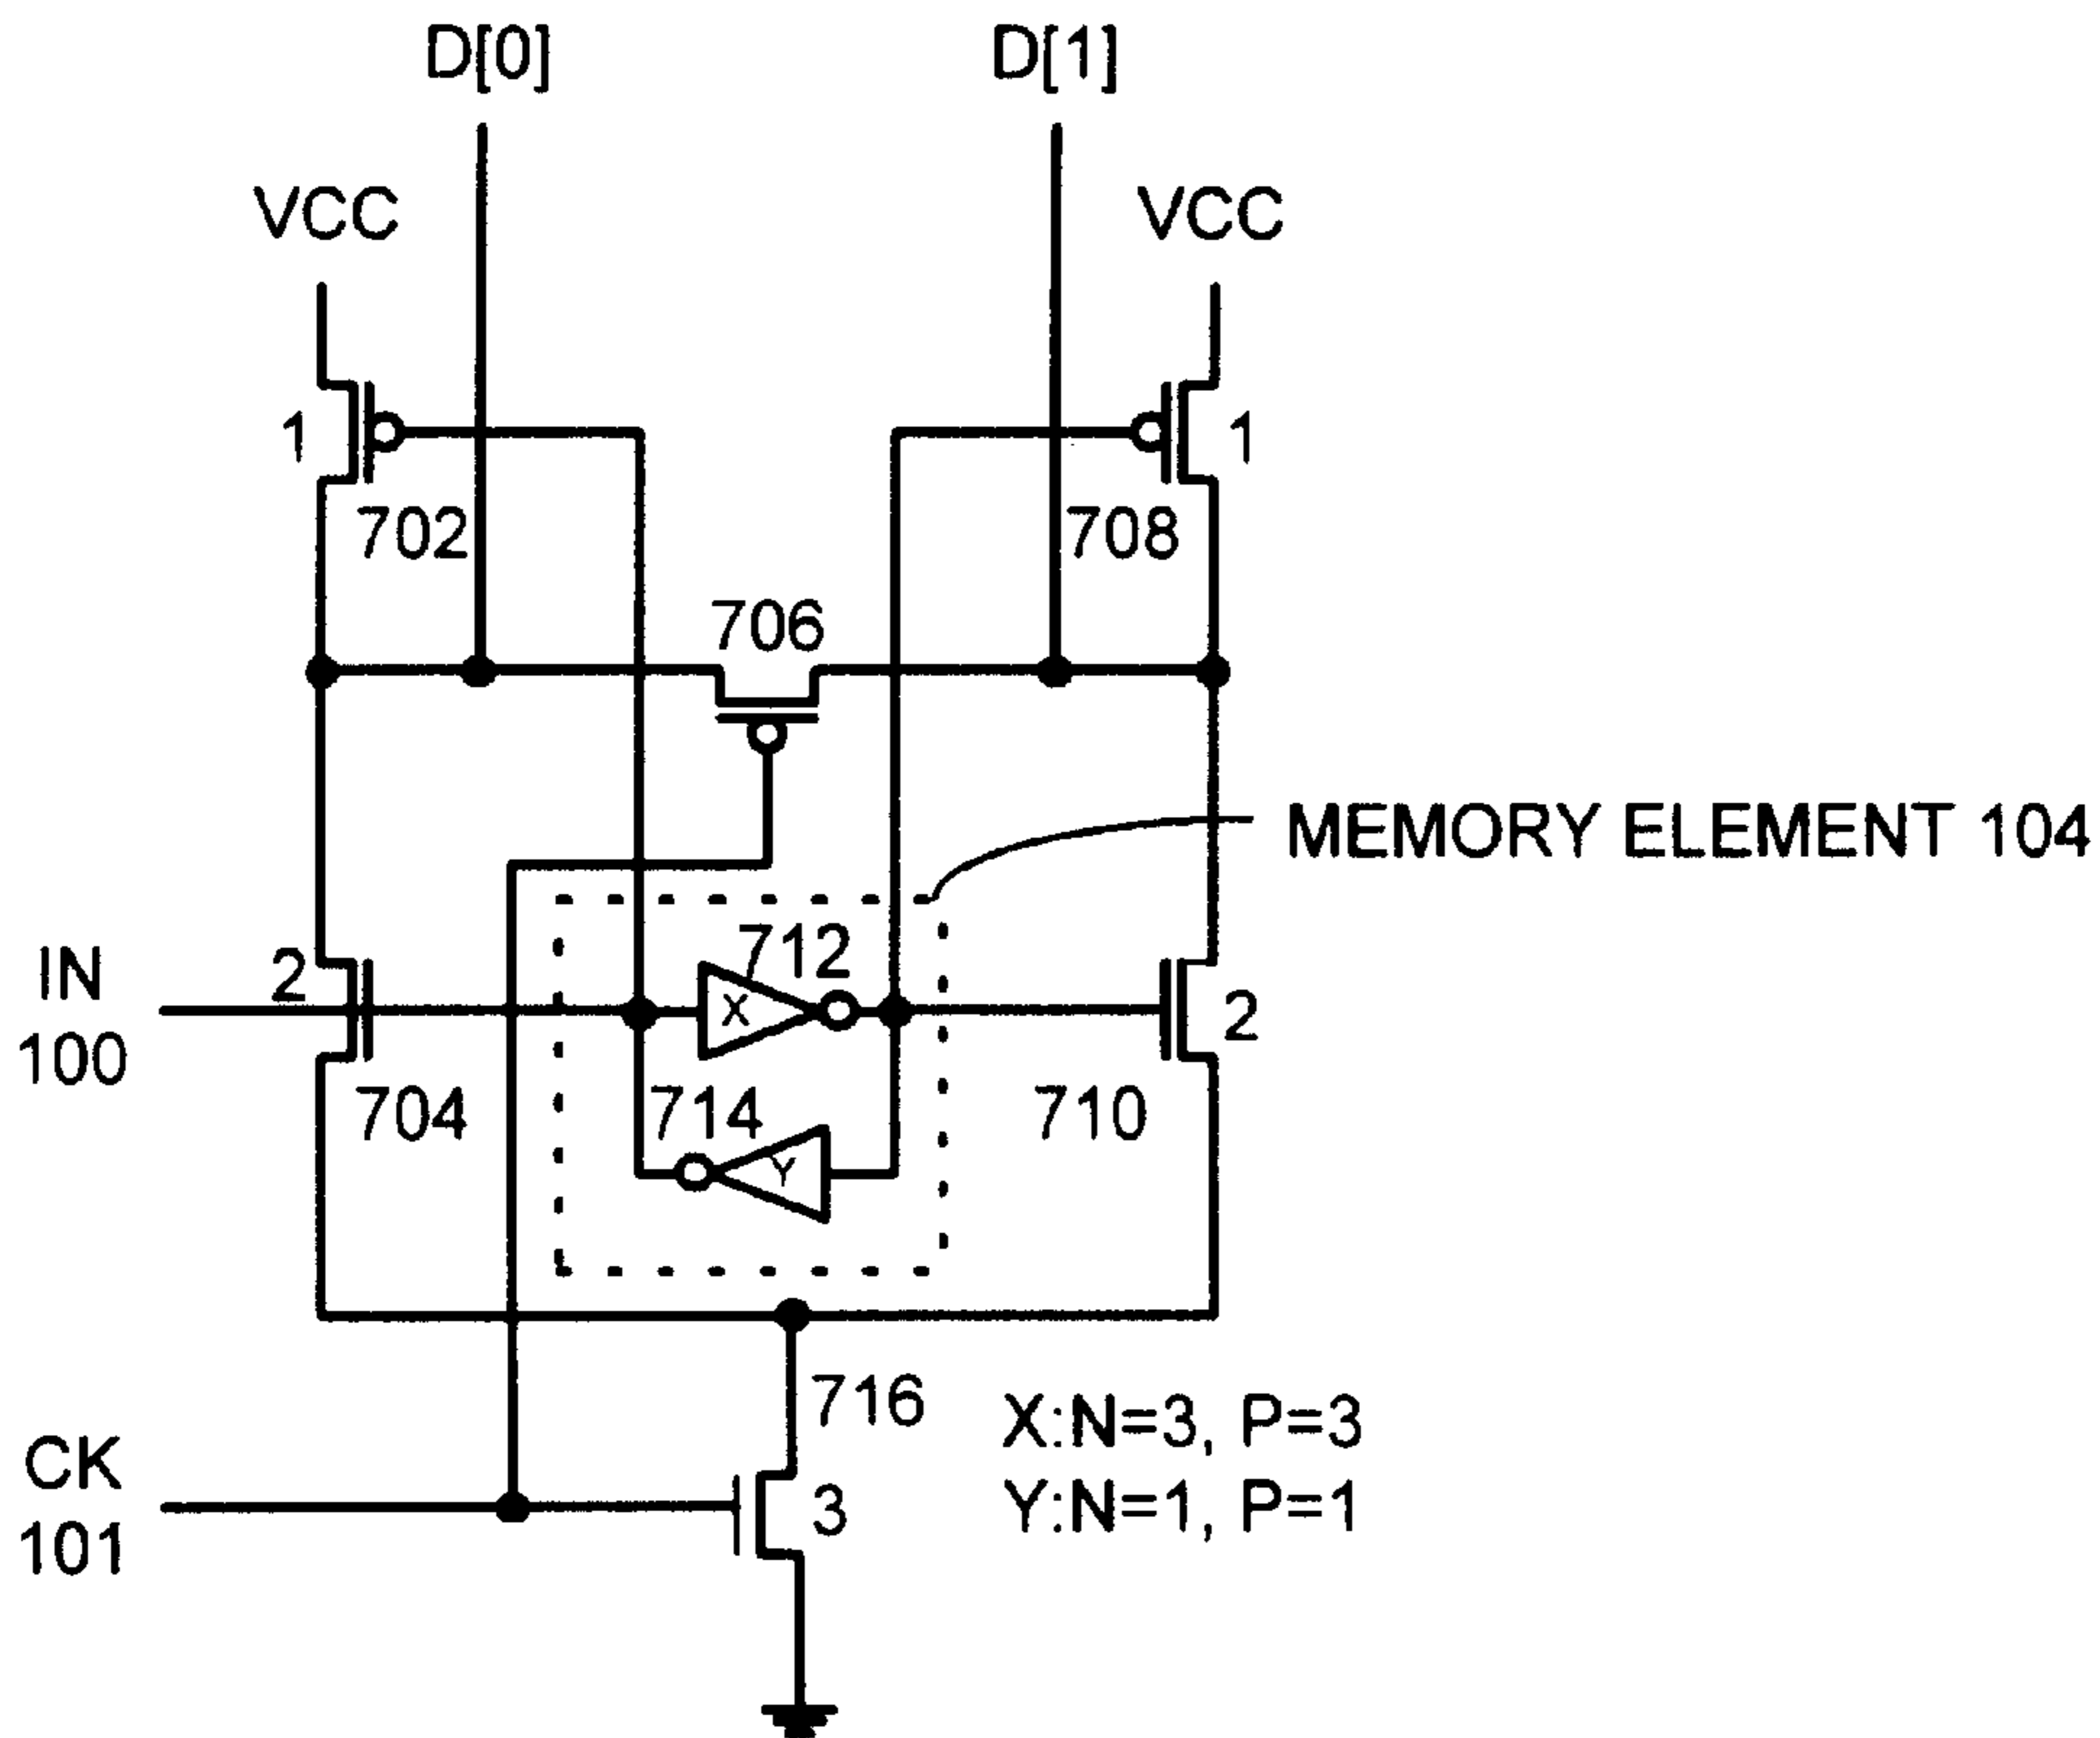 D[0]
D[1]
VCC
VCC
1
1
702
708
706
MEMORY ELEMENT 104
712
IN
2
X
2
100
704
714
710
Y
716
X:N=3, P=3
CK
3
Y:N=1, P=1
101